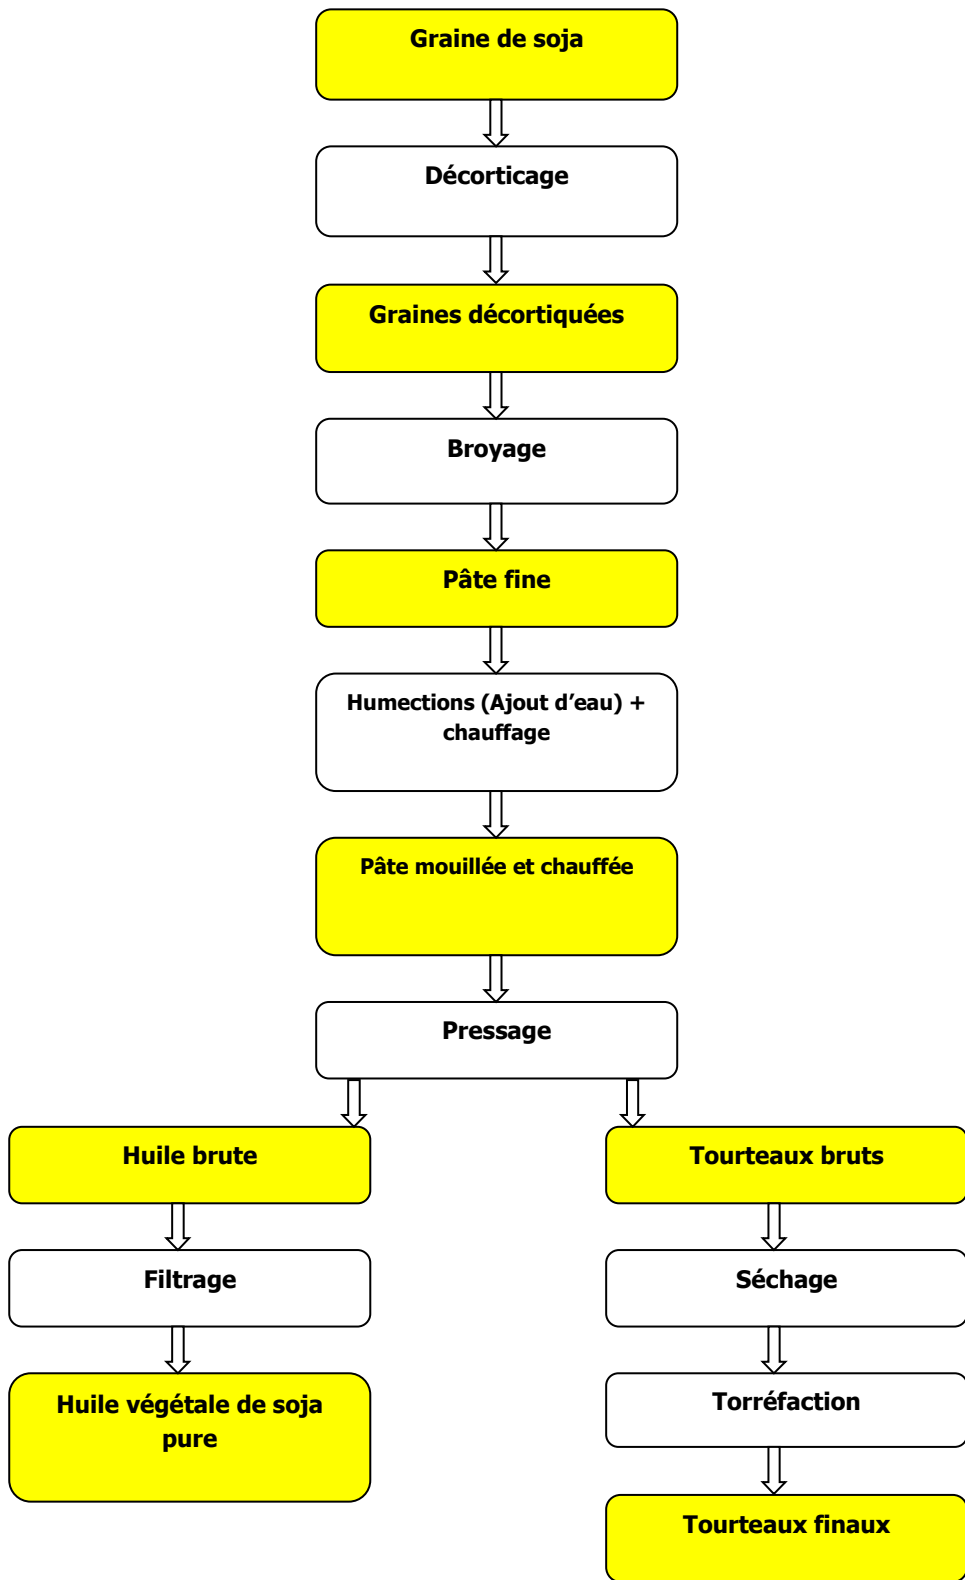 Graine de soja
Décorticage
Graines décortiquées
Broyage
Pâte fine
Humections (Ajout d’eau) +
chauffage
Pâte mouillée et chauffée
Pressage
Huile brute
Tourteaux bruts
Filtrage
Séchage
Huile végétale de soja
pure
Torréfaction
Tourteaux finaux